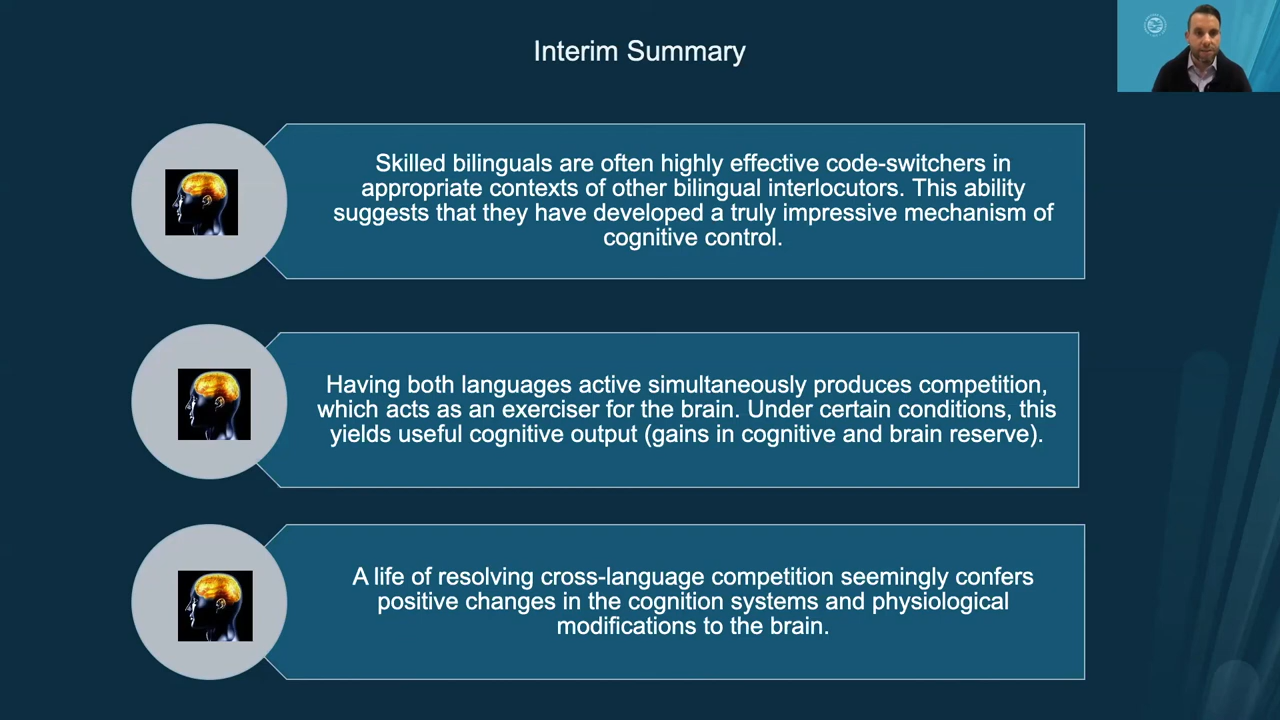 Interim Summary
Skilled bilinguals are often highly effective code-switchers in
appropriate contexts of other bilingual interlocutors. This ability
suggests that they have developed a truly impressive mechanism of
cognitive control.
Having both languages active simultaneously produces competition,
which acts as an exerciser for the brain. Under certain conditions, this
yields useful cognitive output (gains in cognitive and brain reserve).
A life of resolving cross-language competition seemingly confers
positive changes in the cognition systems and physiological
modifications to the brain.